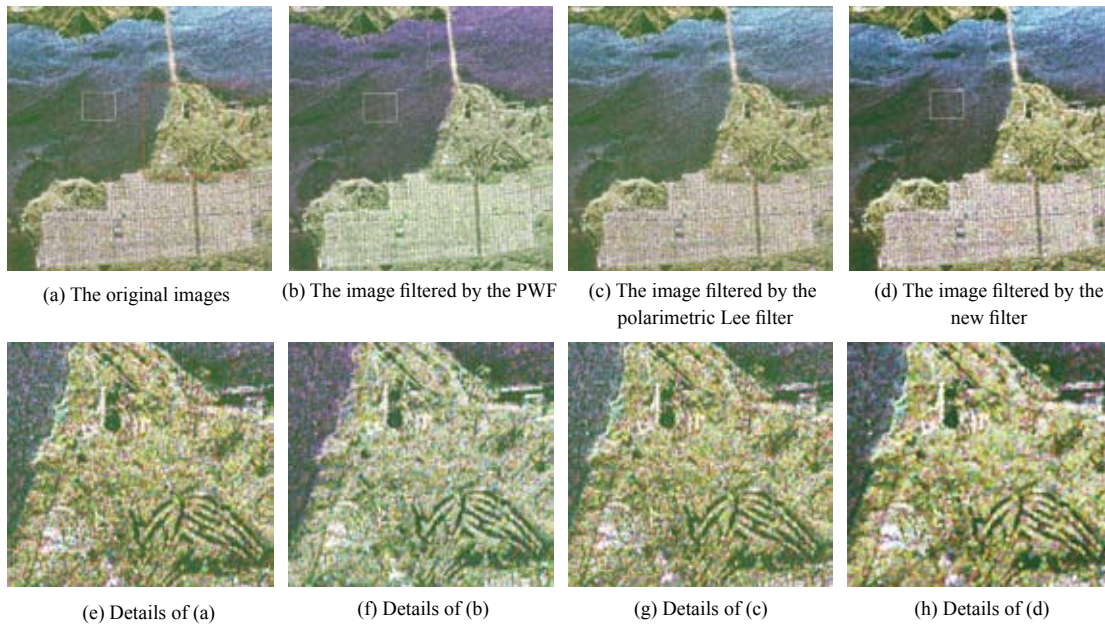 (a) The original images
(b) The image filtered by the PWF
(c) The image filtered by the
polarimetric Lee filter
(d) The image filtered by the
new filter
(e) Details of (a)
(f) Details of (b)
(g) Details of (c)
(h) Details of (d)